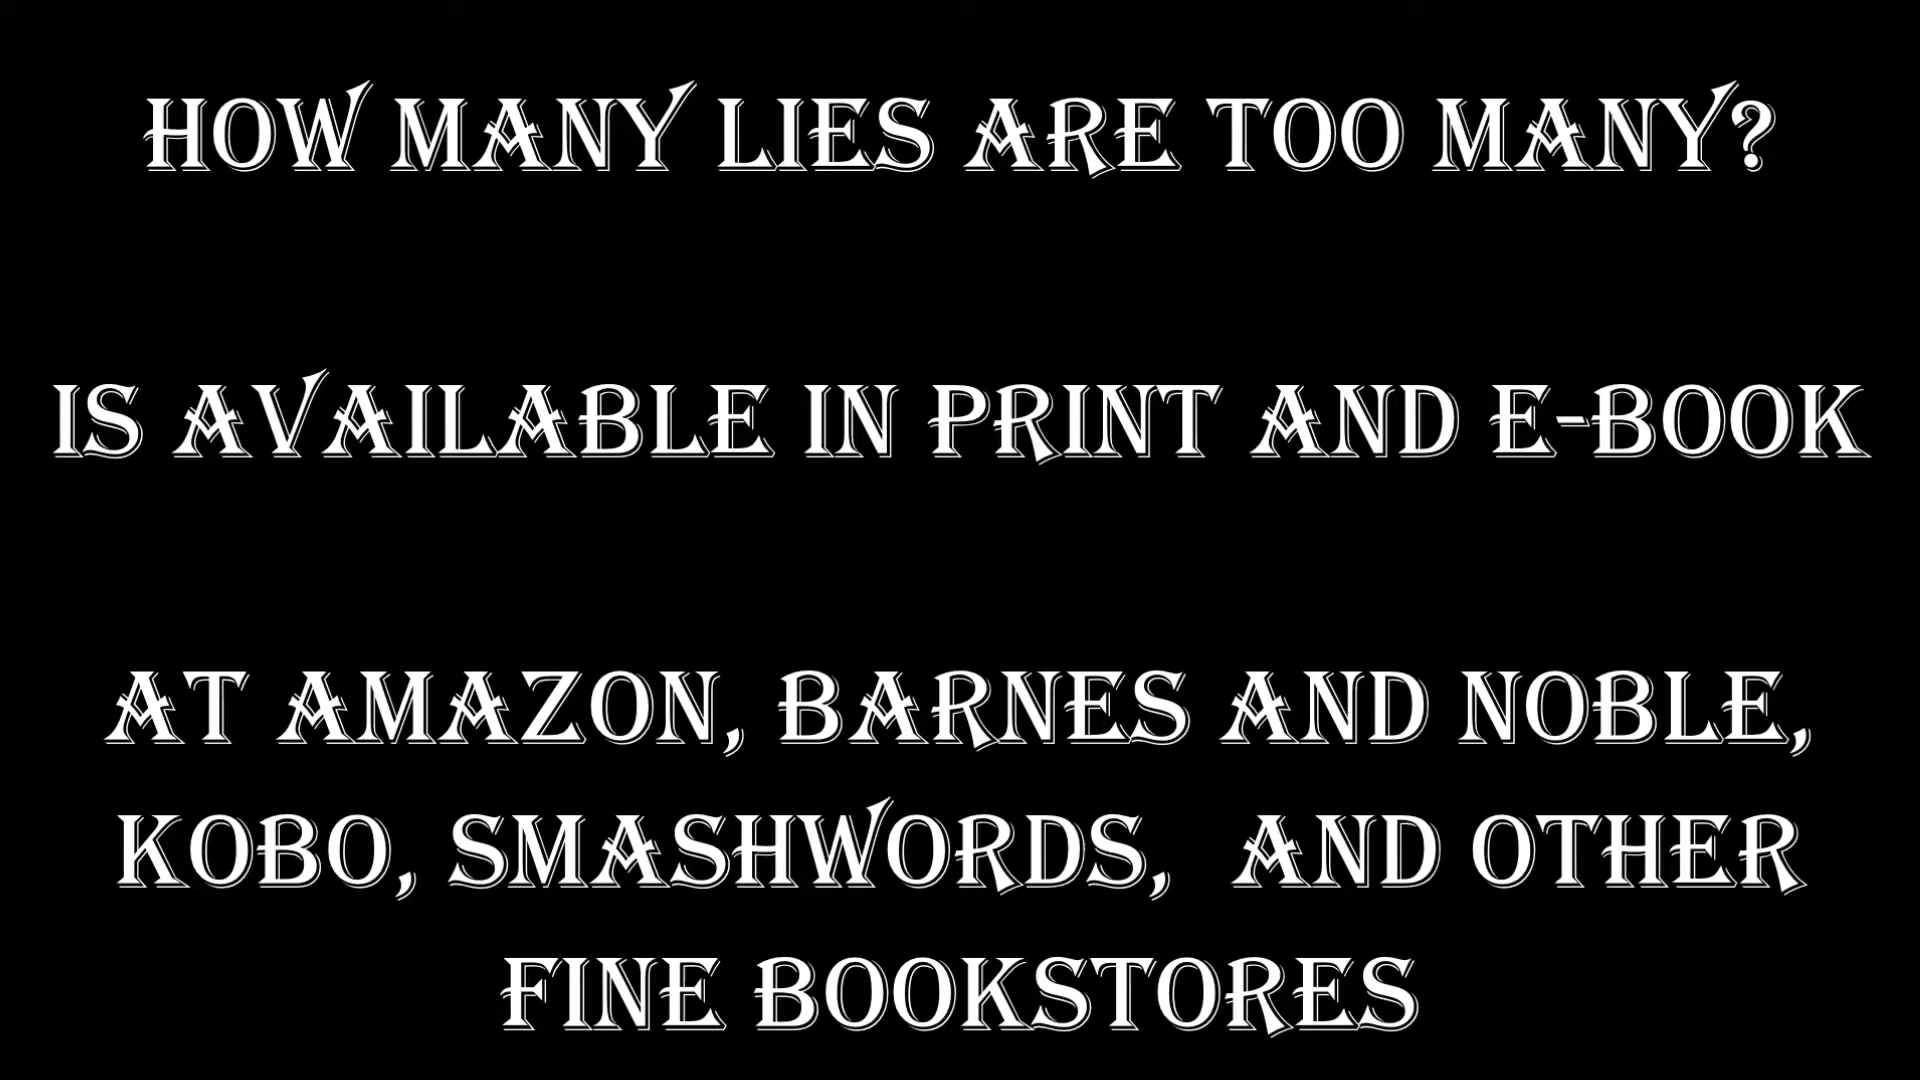 HOW MANY LIES ARE TOO MANY?
IS AVAILABLE IN PRINT AND E-BOOK
AT AMAZON, BARNES AND NOBLE,
KOBO, SMASHWORDS, AND OTHER
FINE BOOKSTORES